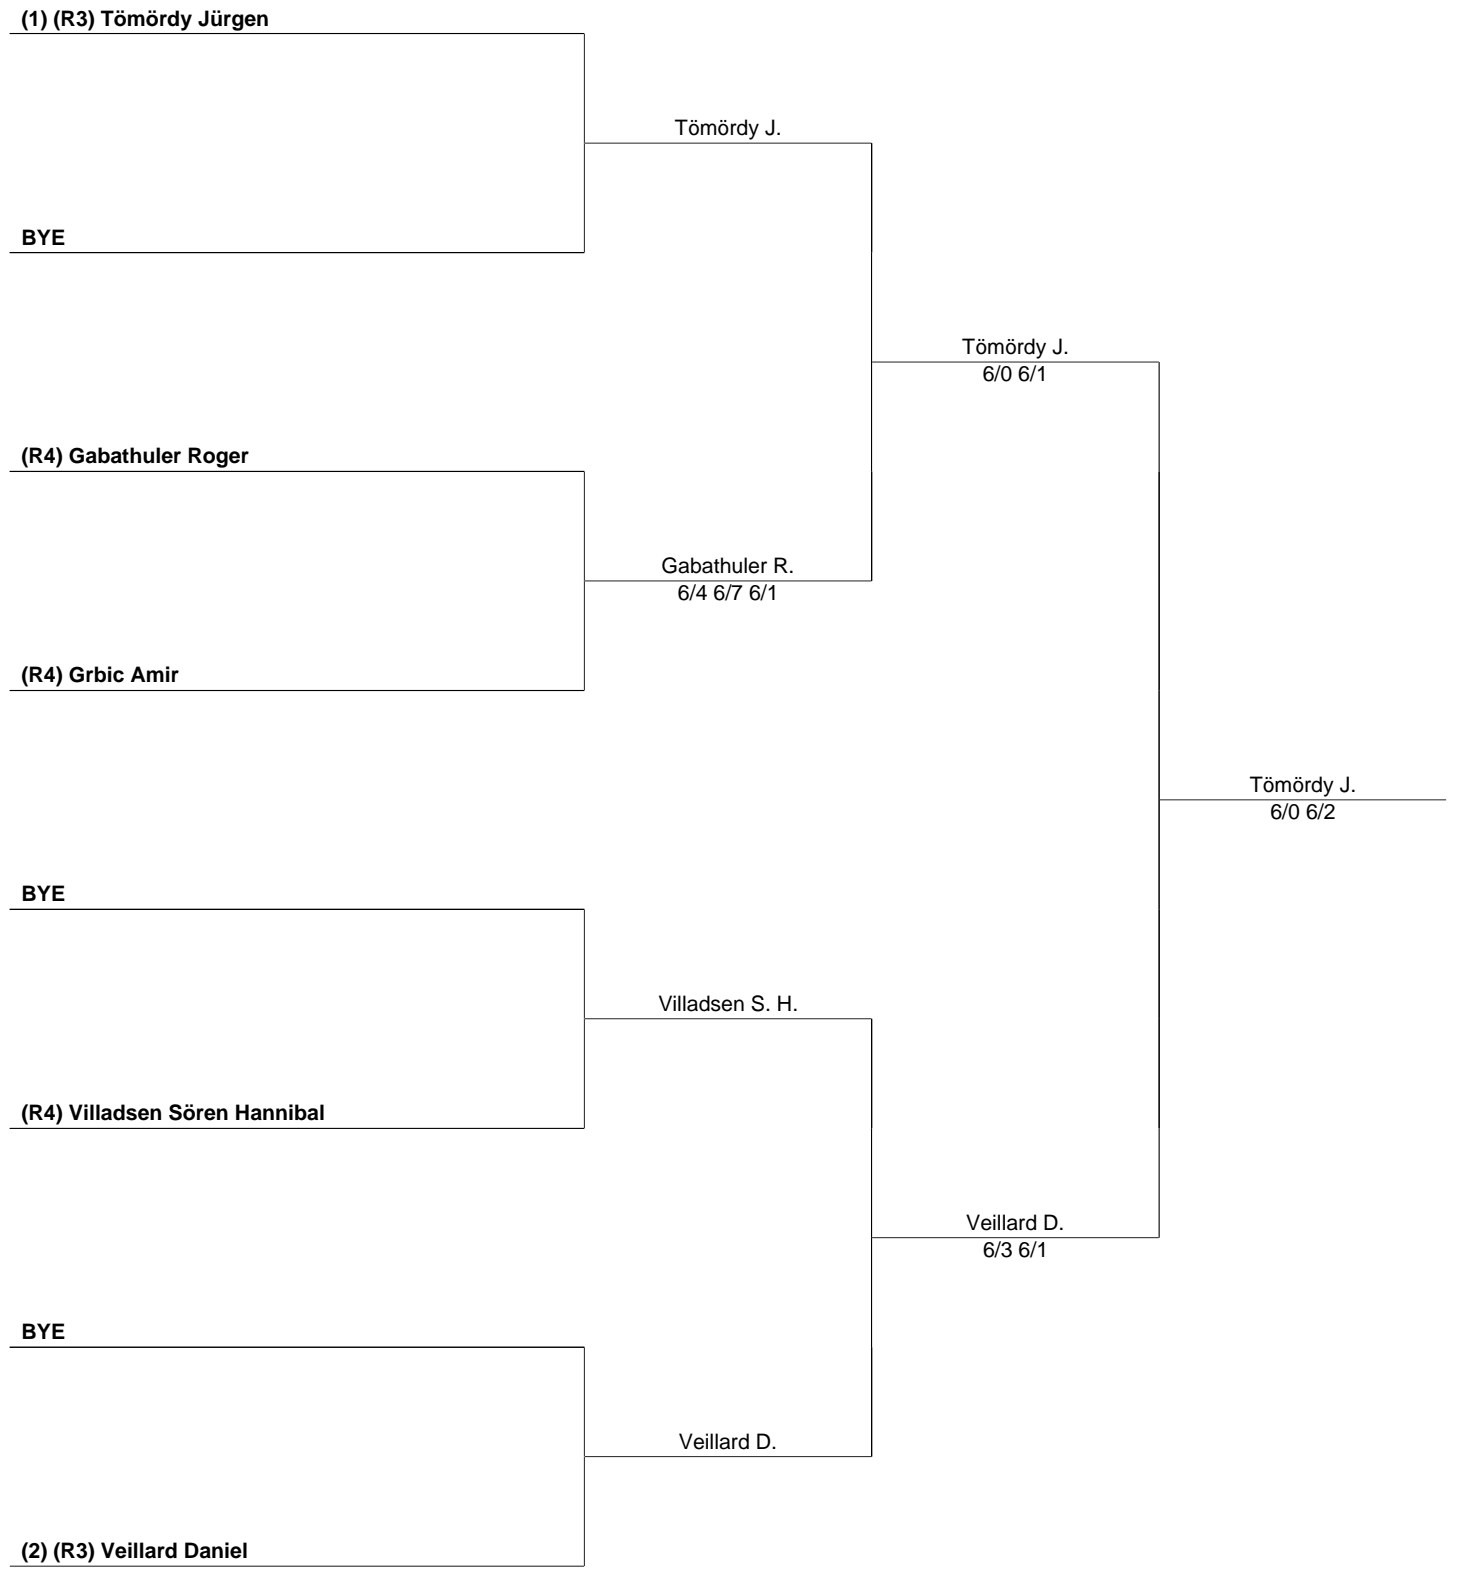 (1) (R3) Tömördy Jürgen
Tömördy J.
BYE
Tömördy J.
6/0 6/1
(R4) Gabathuler Roger
Gabathuler R.
6/4 6/7 6/1
(R4) Grbic Amir
Tömördy J.
6/0 6/2
BYE
Villadsen S. H.
(R4) Villadsen Sören Hannibal
Veillard D.
6/3 6/1
BYE
Veillard D.
(2) (R3) Veillard Daniel